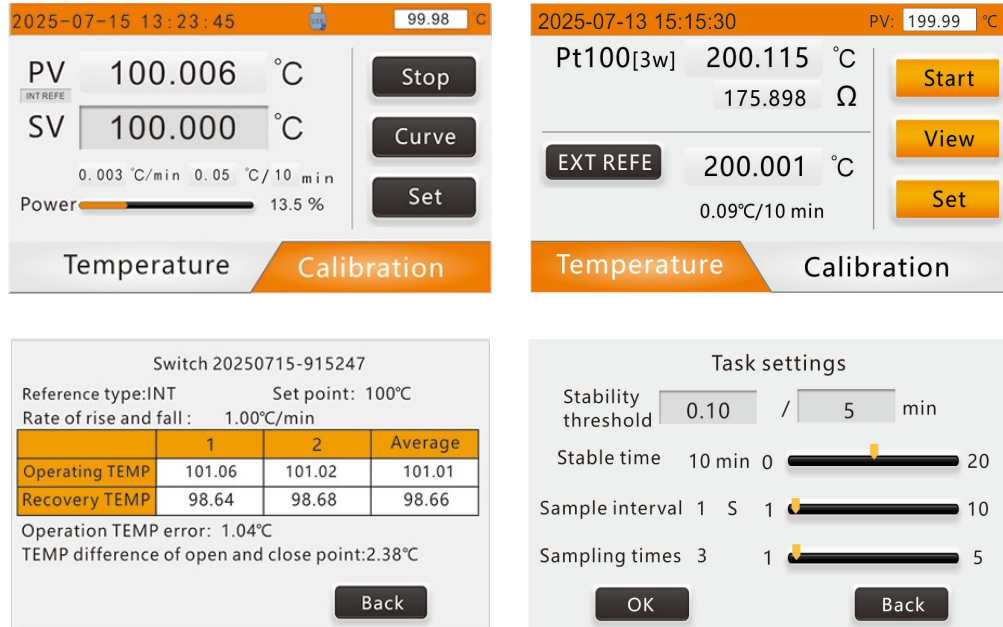 2025-07-15 13:23:45 99.98 ℃
PV 100.006 ℃
INT REFE
SV 100.000 ℃
0.003 ℃/min 0.05 ℃/10 min
Power 13.5 %
Stop
Curve
Set
Temperature Calibration
2025-07-13 15:15:30 PV: 199.99 ℃
Pt100[3w] 200.115 ℃
175.898 Ω
EXT REFE 200.001 ℃
0.09℃/10 min
Start
View
Set
Temperature Calibration
Switch 20250715-915247
Reference type:INT Set point: 100℃
Rate of rise and fall : 1.00℃/min
1 2 Average
Operating TEMP 101.06 101.02 101.01
Recovery TEMP 98.64 98.68 98.66
Operation TEMP error: 1.04℃
TEMP difference of open and close point:2.38℃
Back
Task settings
Stability
threshold 0.10 / 5 min
Stable time 10 min 0 20
Sample interval 1 S 1 10
Sampling times 3 1 5
OK Back